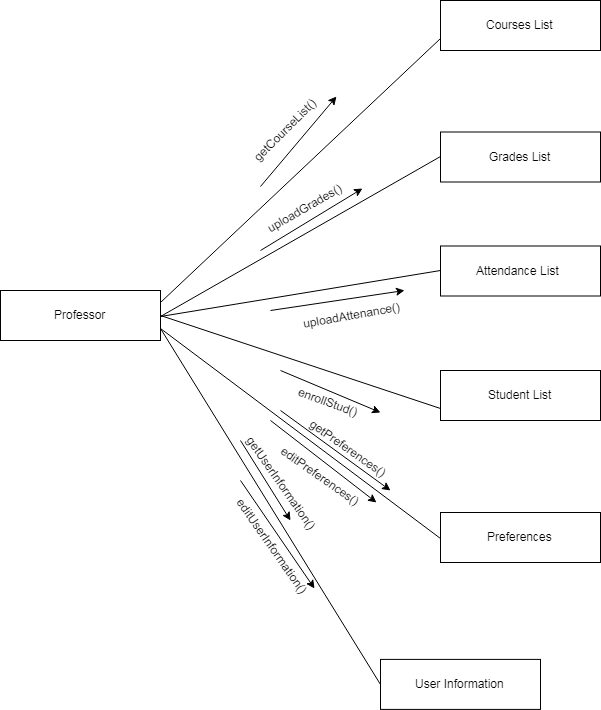 Courses List
getCourseList()
Grades List
uploadGrades()
Attendance List
Professor
uploadAttenance()
Student List
enrollStud()
getPreferences()
editPreferences()
getUserInformation()
editUserInformation()
Preferences
User Information